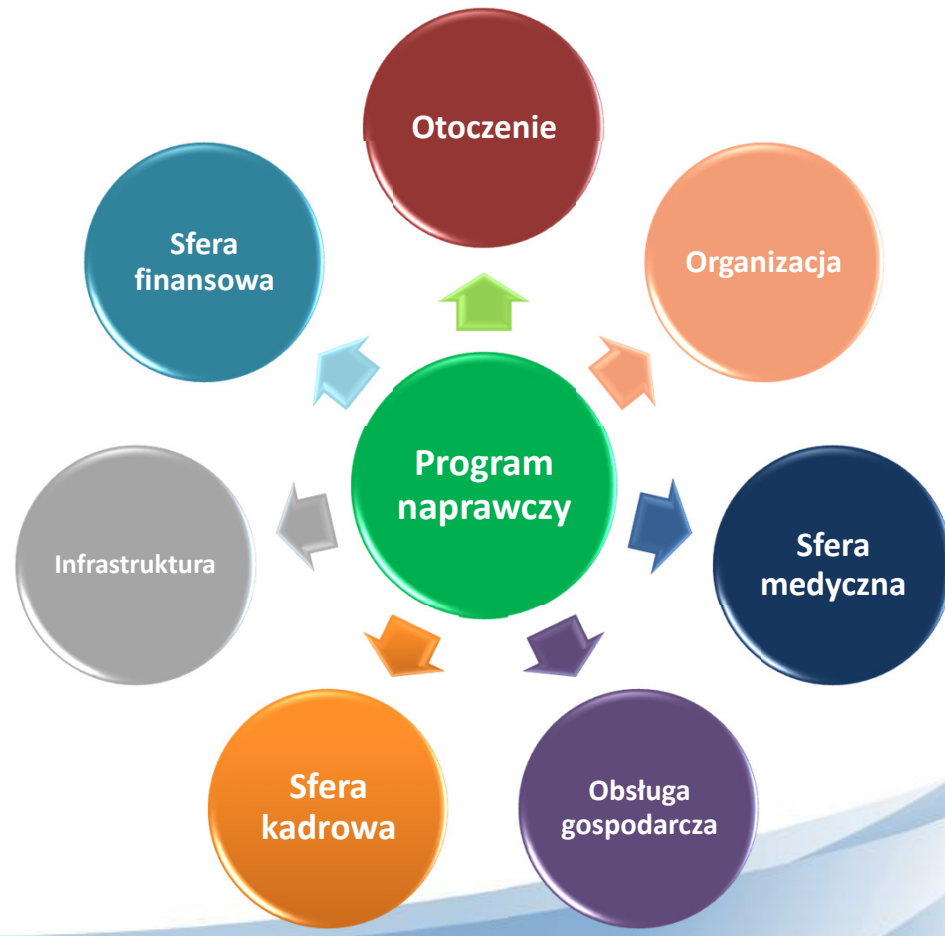 Otoczenie
Sfera
finansowa
Organizacja
Program
naprawczy
Infrastruktura
Sfera
medyczna
Sfera
kadrowa
Obsługa
gospodarcza